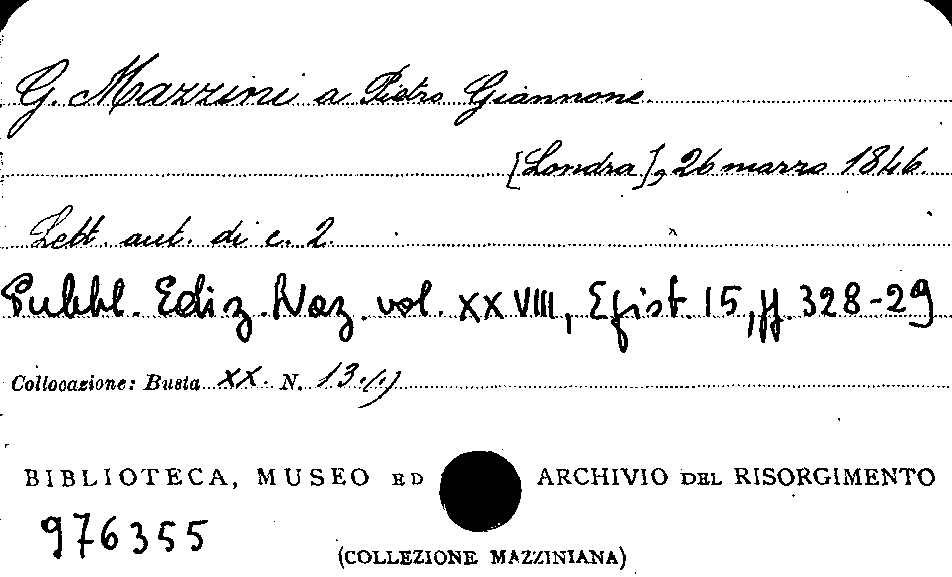 G. Mazzini a Pietro Giannone.
[Londra], 26 marzo 1846.
Lett. aut. di c. 2.
Pubbl. Ediz. Naz. vol. XXVIII, Epist. 15, pp. 328-29
Collocazione: Busta XX. N. 13.(1)
BIBLIOTECA, MUSEO ED ARCHIVIO DEL RISORGIMENTO
976355
(COLLEZIONE MAZZINIANA)